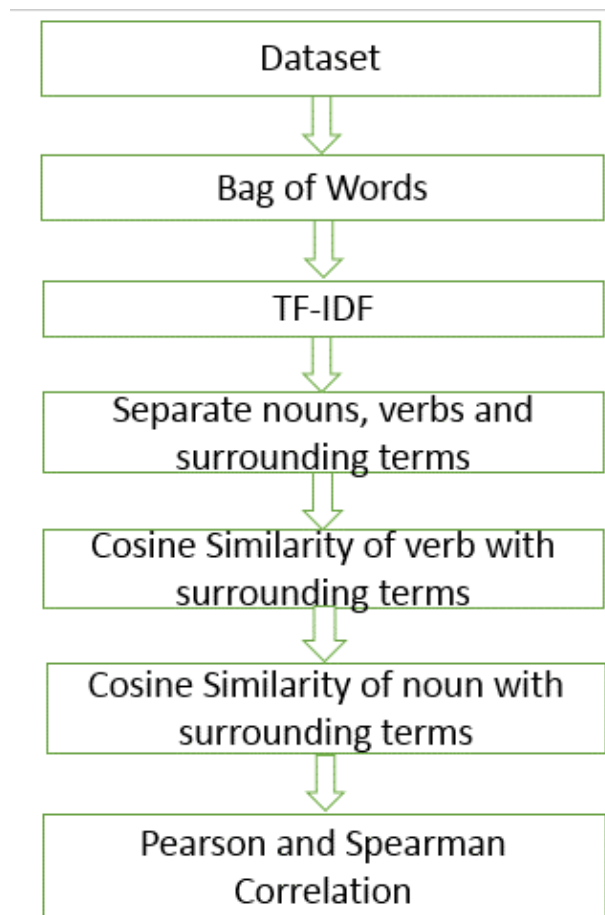 Dataset
Bag of Words
TF-IDF
Separate nouns, verbs and
surrounding terms
Cosine Similarity of verb with
surrounding terms
Cosine Similarity of noun with
surrounding terms
Pearson and Spearman
Correlation